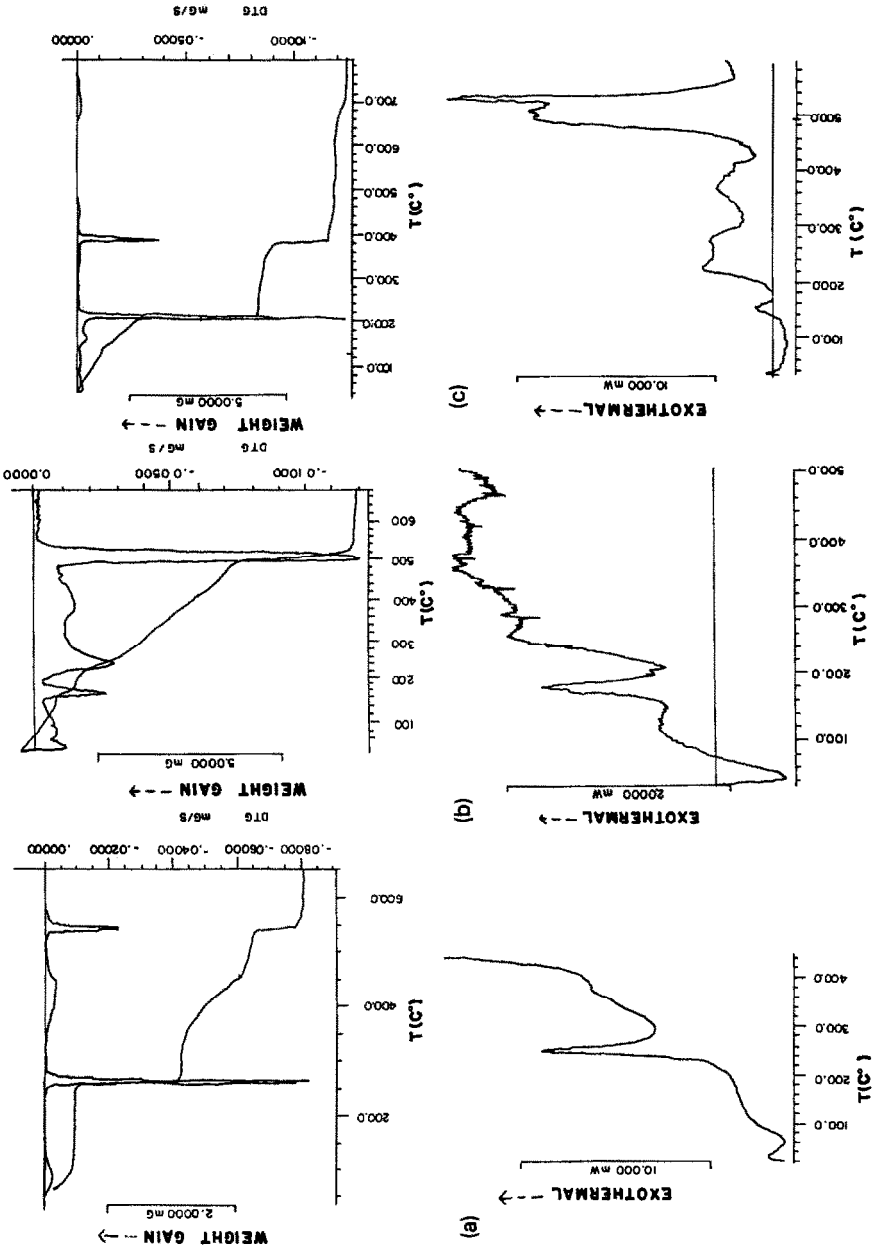 DTG mG/S
.00000 -.05000 -.10000
700.0
600.0
500.0
400.0
300.0
200.0
100.0
T(C°)
5.0000 mG
WEIGHT GAIN --->
500.0
400.0
300.0
2000
100.0
T(C°)
10.000 mW
EXOTHERMAL --->
(c)
DTG mG/S
0.0000 -.0500 -.1000
600
500
400
300
200
100
T(C°)
5.0000 mG
WEIGHT GAIN --->
500.0
400.0
300.0
200.0
100.0
T(C°)
20000 mW
EXOTHERMAL --->
(b)
DTG mG/S
.00000 -.02000 -.04000 -.06000 -.08000
600.0
400.0
200.0
T(C°)
2.0000 mG
WEIGHT GAIN --->
400.0
300.0
200.0
100.0
T(C°)
10.000 mW
EXOTHERMAL --->
(a)